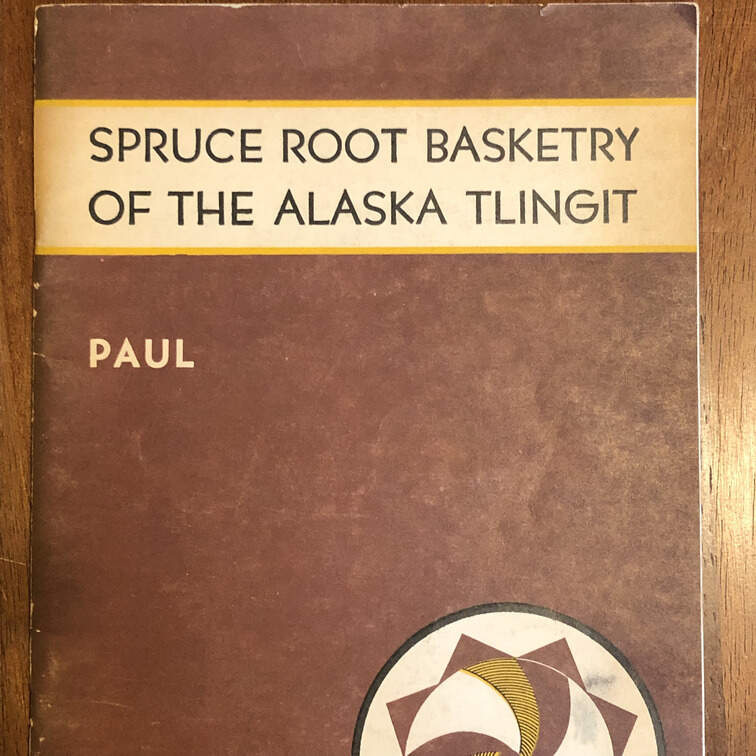 SPRUCE ROOT BASKETRY
OF THE ALASKA TLINGIT
PAUL